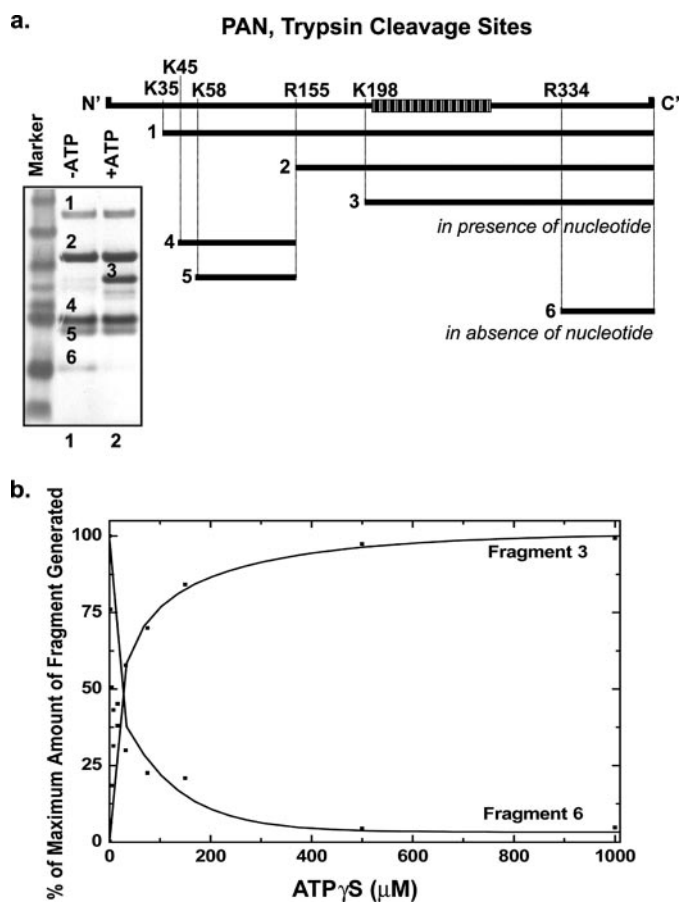 a.
PAN, Trypsin Cleavage Sites
K45
K35 K58 R155 K198 R334
N' C'
1
2
3
in presence of nucleotide
4
5
6
in absence of nucleotide
Marker -ATP +ATP
1
2
3
4
5
6
1 2
b.
% of Maximum Amount of Fragment Generated
100
75
50
25
0
Fragment 3
Fragment 6
0 200 400 600 800 1000
ATPγS (μM)